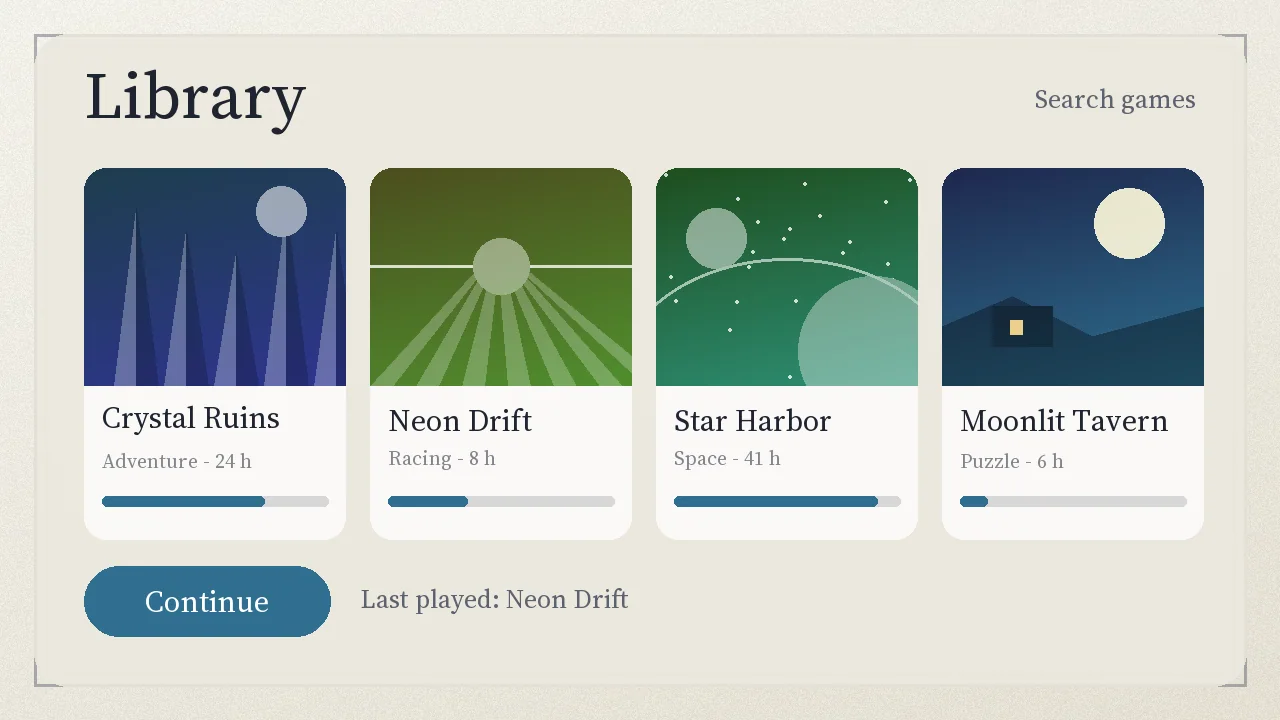 Library
Search games
Crystal Ruins
Adventure - 24 h
Neon Drift
Racing - 8 h
Star Harbor
Space - 41 h
Moonlit Tavern
Puzzle - 6 h
Continue
Last played: Neon Drift